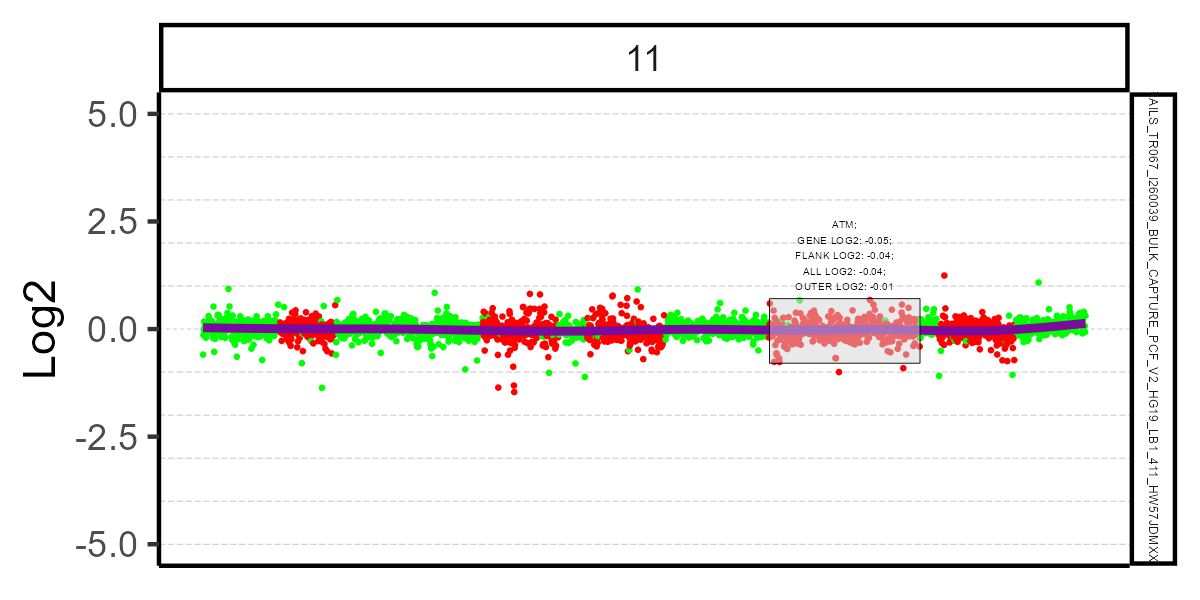 11
5.0
2.5
0.0
-2.5
-5.0
Log2
ATM;
GENE LOG2: -0.05;
FLANK LOG2: -0.04;
ALL LOG2: -0.04;
OUTER LOG2: -0.01
AILS_TR067_I260039_BULK_CAPTURE_PCF_V2_HG19_LB1_411_HW57JDMXX